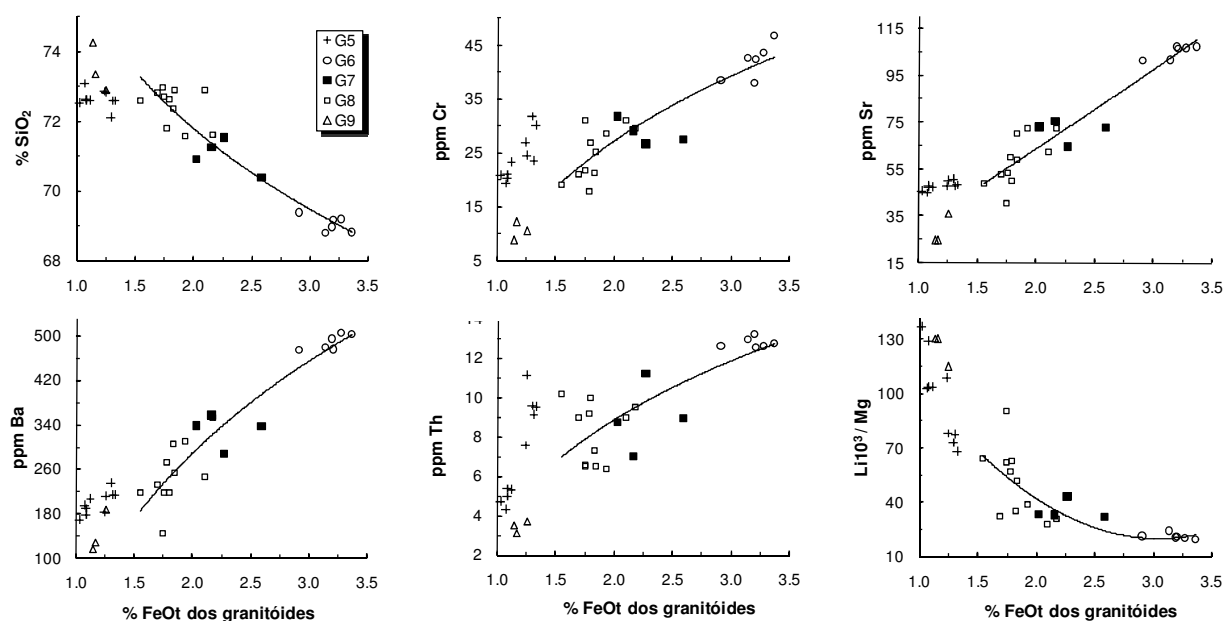 % SiO₂
74
72
70
68
1.0 1.5 2.0 2.5 3.0 3.5
+ G5
○ G6
■ G7
□ G8
△ G9
ppm Cr
45
35
25
15
5
1.0 1.5 2.0 2.5 3.0 3.5
ppm Sr
115
95
75
55
35
15
1.0 1.5 2.0 2.5 3.0 3.5
ppm Ba
500
420
340
260
180
100
1.0 1.5 2.0 2.5 3.0 3.5
% FeOt dos granitóides
ppm Th
14
12
10
8
6
4
2
1.0 1.5 2.0 2.5 3.0 3.5
% FeOt dos granitóides
Li10³ / Mg
130
100
70
40
10
1.0 1.5 2.0 2.5 3.0 3.5
% FeOt dos granitóides